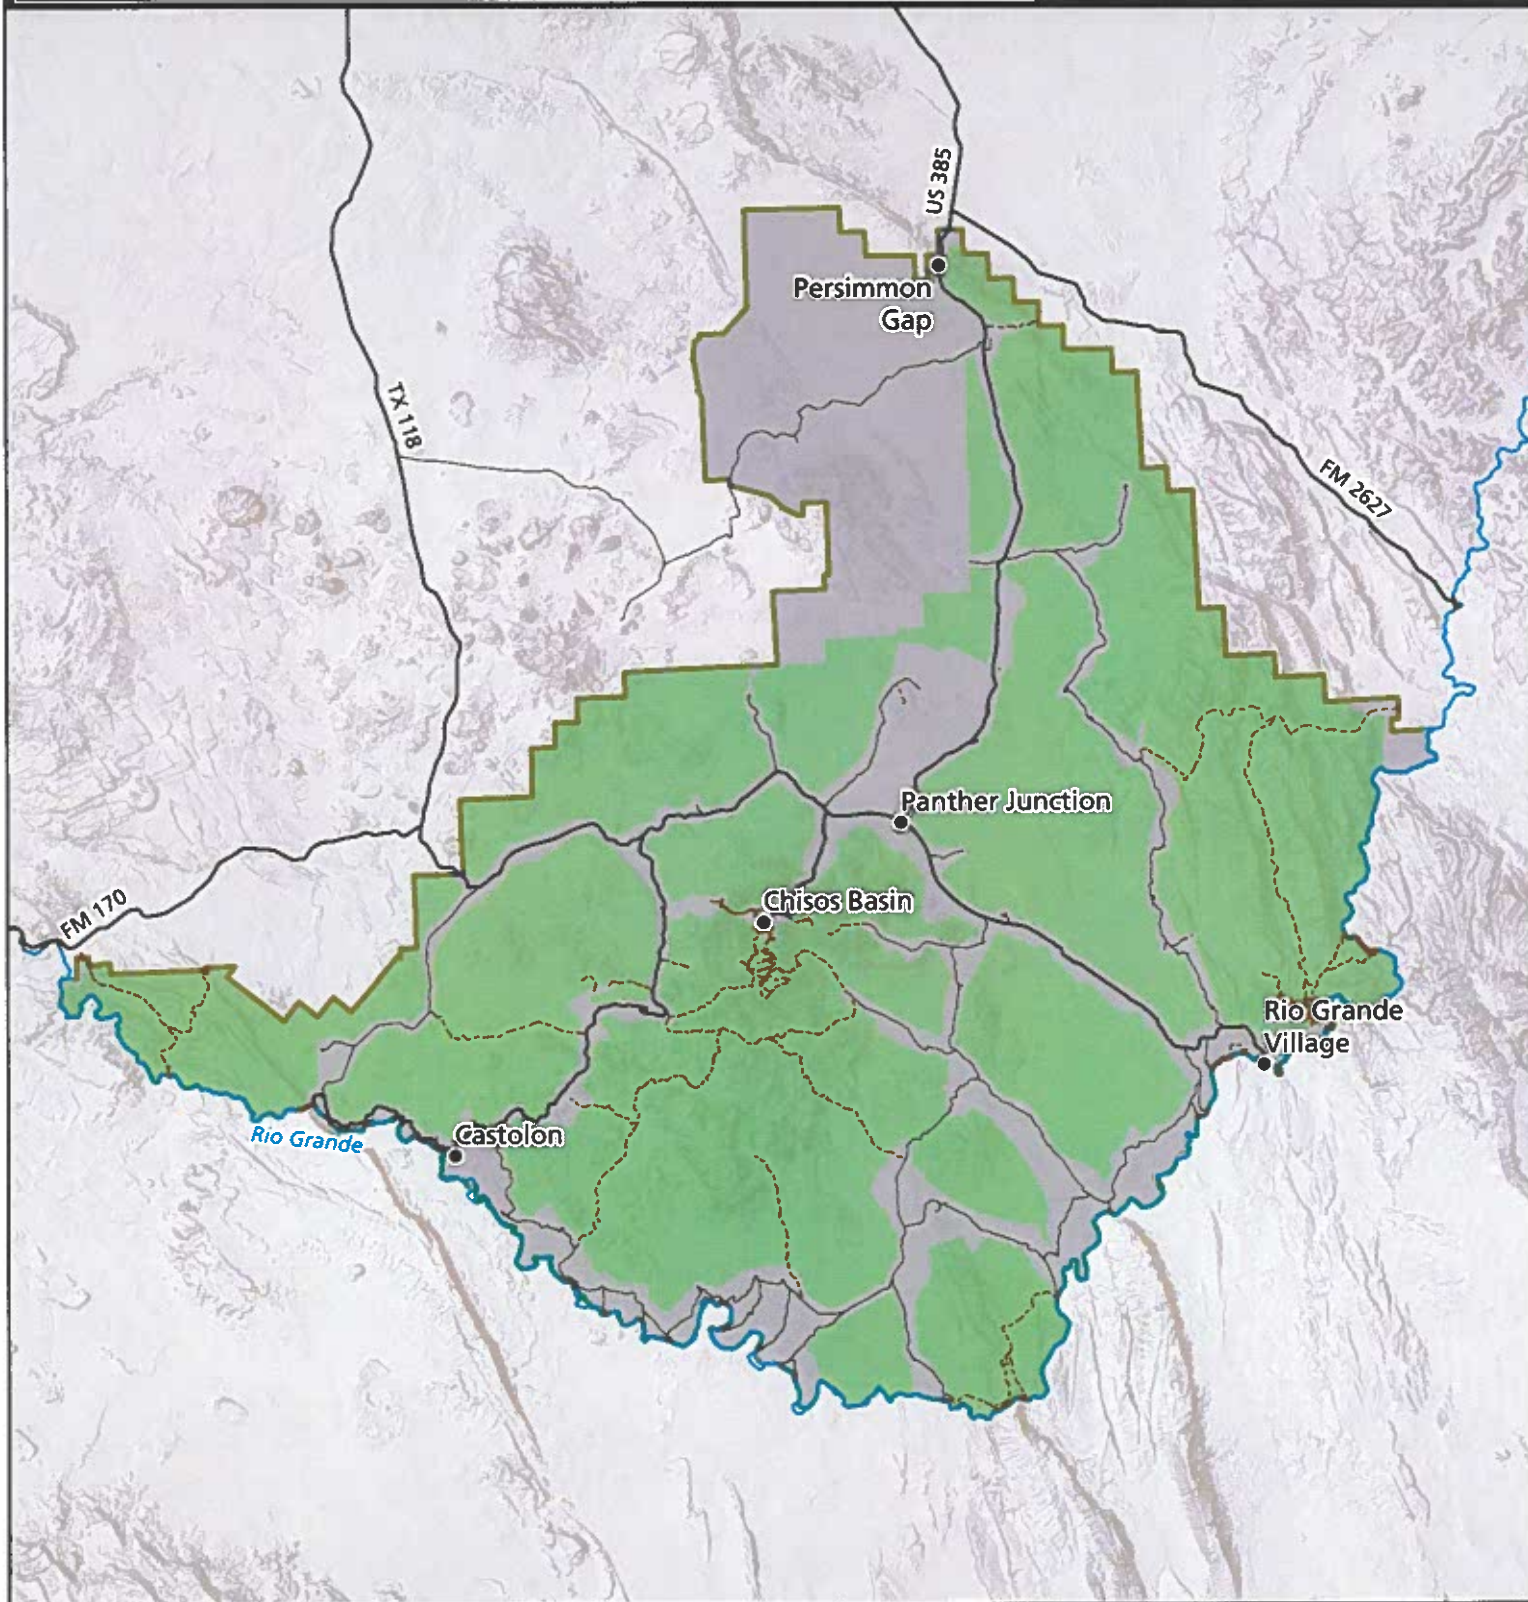 US 385
Persimmon
Gap
TX 118
FM 2627
Panther Junction
Chisos Basin
FM 170
Rio Grande
Village
Castolon
Rio Grande